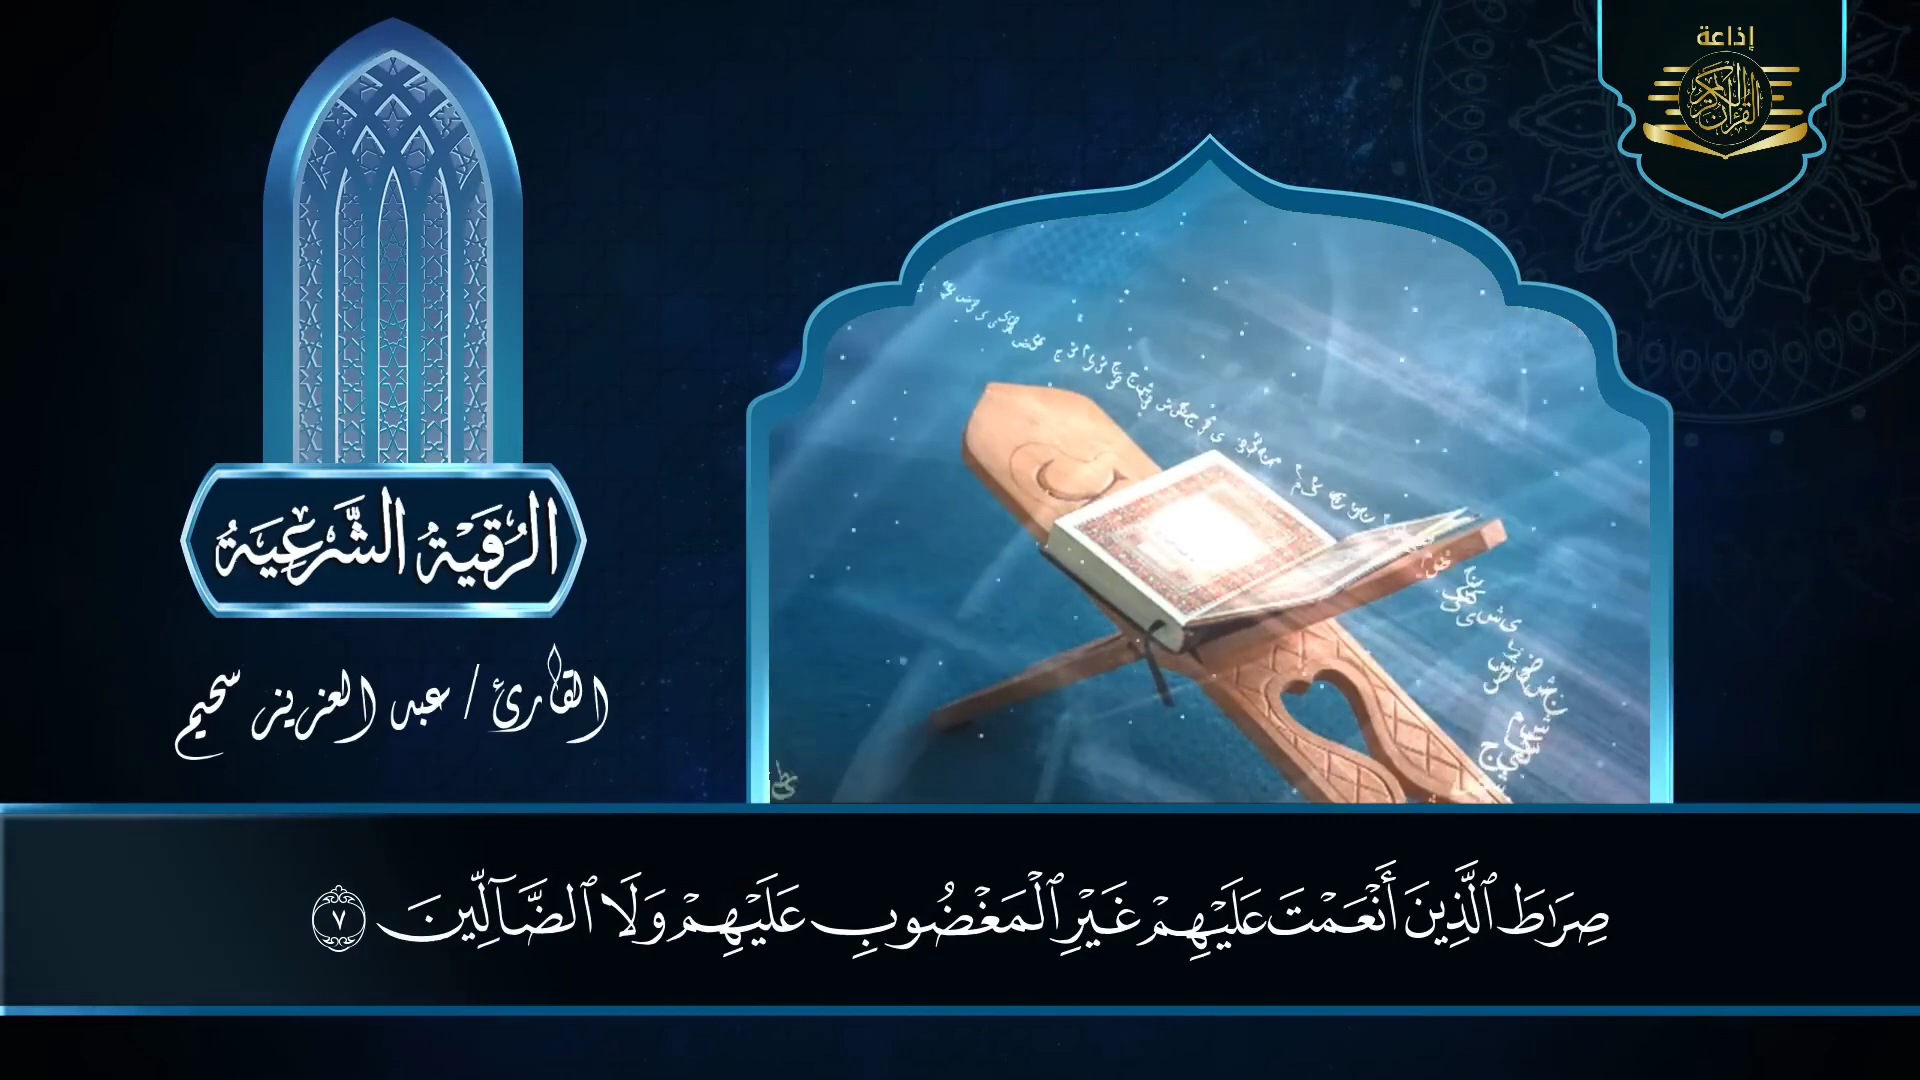 إذاعة
القرآن الكريم
الرُقيَةُ الشَّرعِيَةُ
القارئ / عبد العزيز سحيم
صِرَٰطَ ٱلَّذِينَ أَنْعَمْتَ عَلَيْهِمْ غَيْرِ ٱلْمَغْضُوبِ عَلَيْهِمْ وَلَا ٱلضَّآلِّينَ ٧